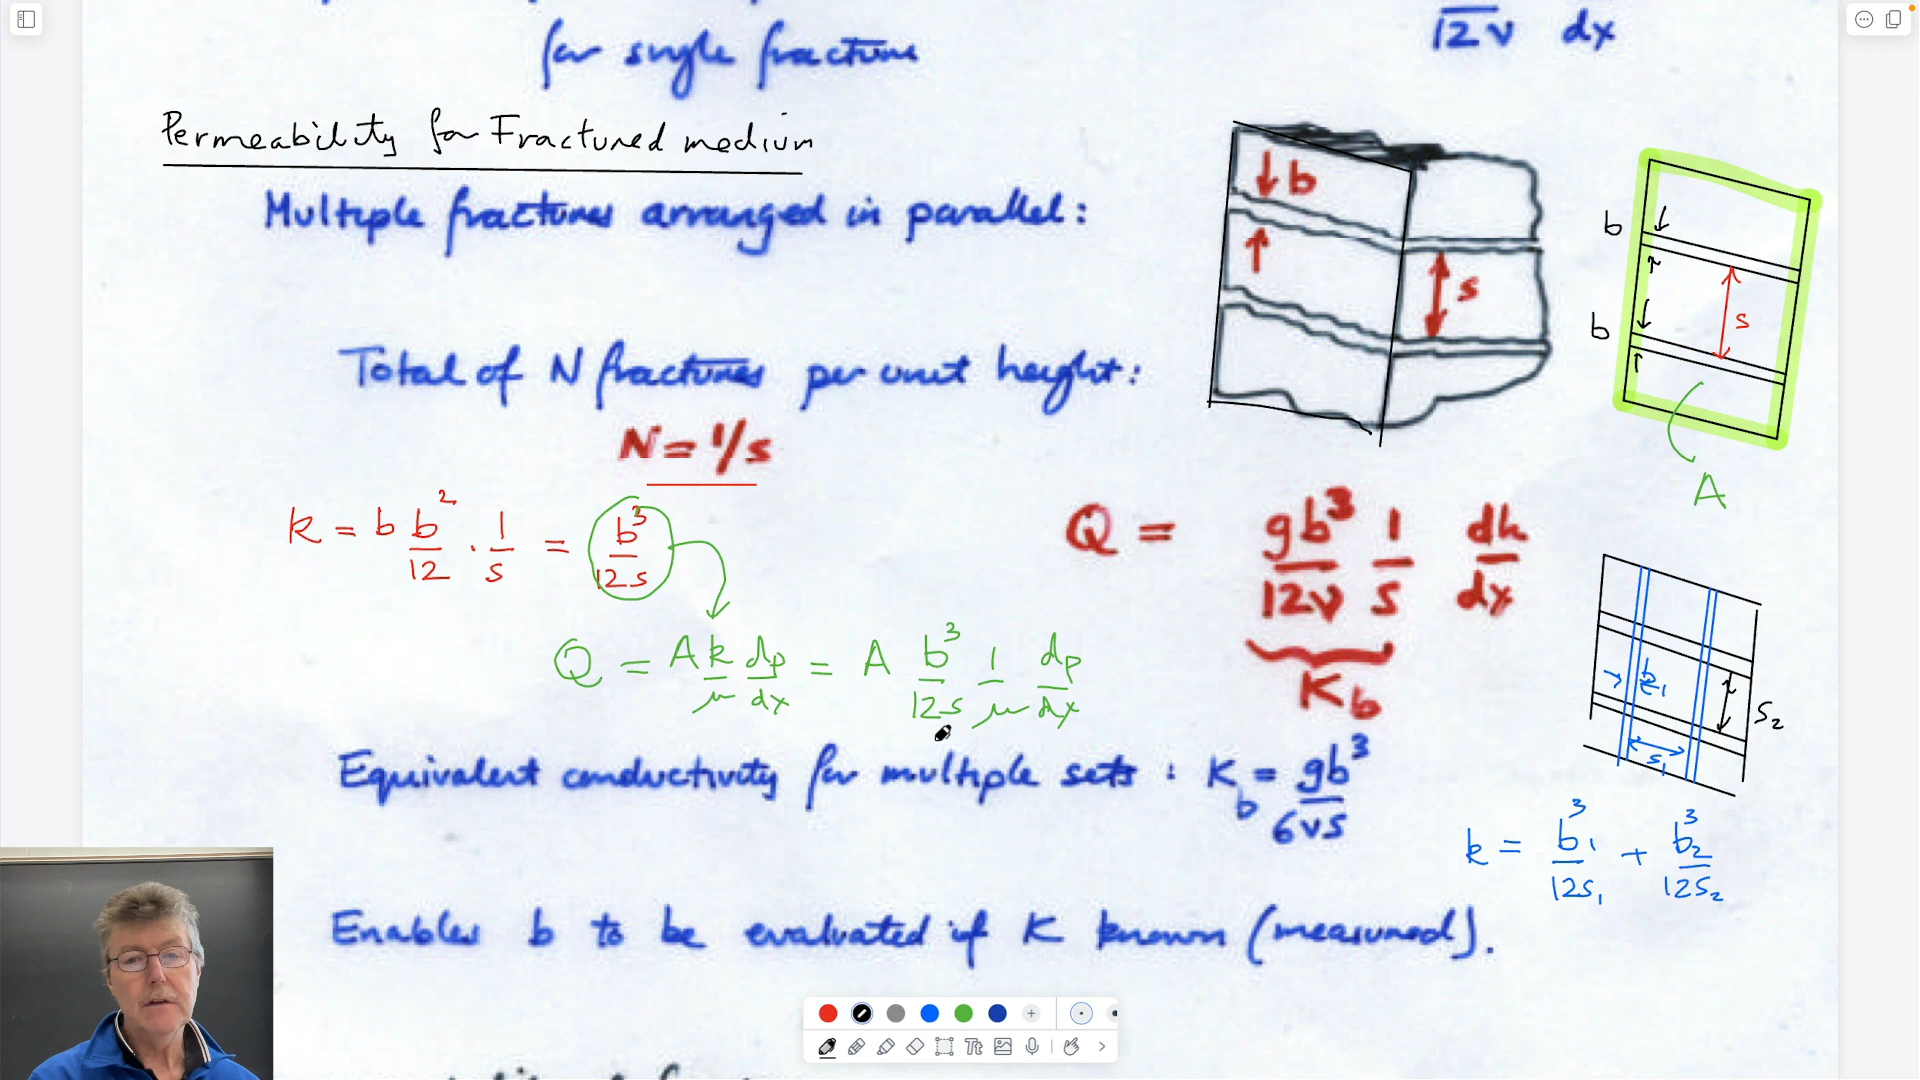 for single fracture
12ν dx
Permeability for Fractured medium
Multiple fractures arranged in parallel:
b
s
b
b
s
A
Total of N fractures per unit height:
N = 1/s
k = b b²/12 · 1/s = b³/12s
Q = gb³/12ν 1/s dh/dx
K_b
Q = A k/μ dp/dx = A b³/12s 1/μ dp/dx
b₁
s₂
s₁
Equivalent conductivity for multiple sets : K_b = gb³/6νs
k = b₁³/12s₁ + b₂³/12s₂
Enables b to be evaluated if K known (measured).
Tt